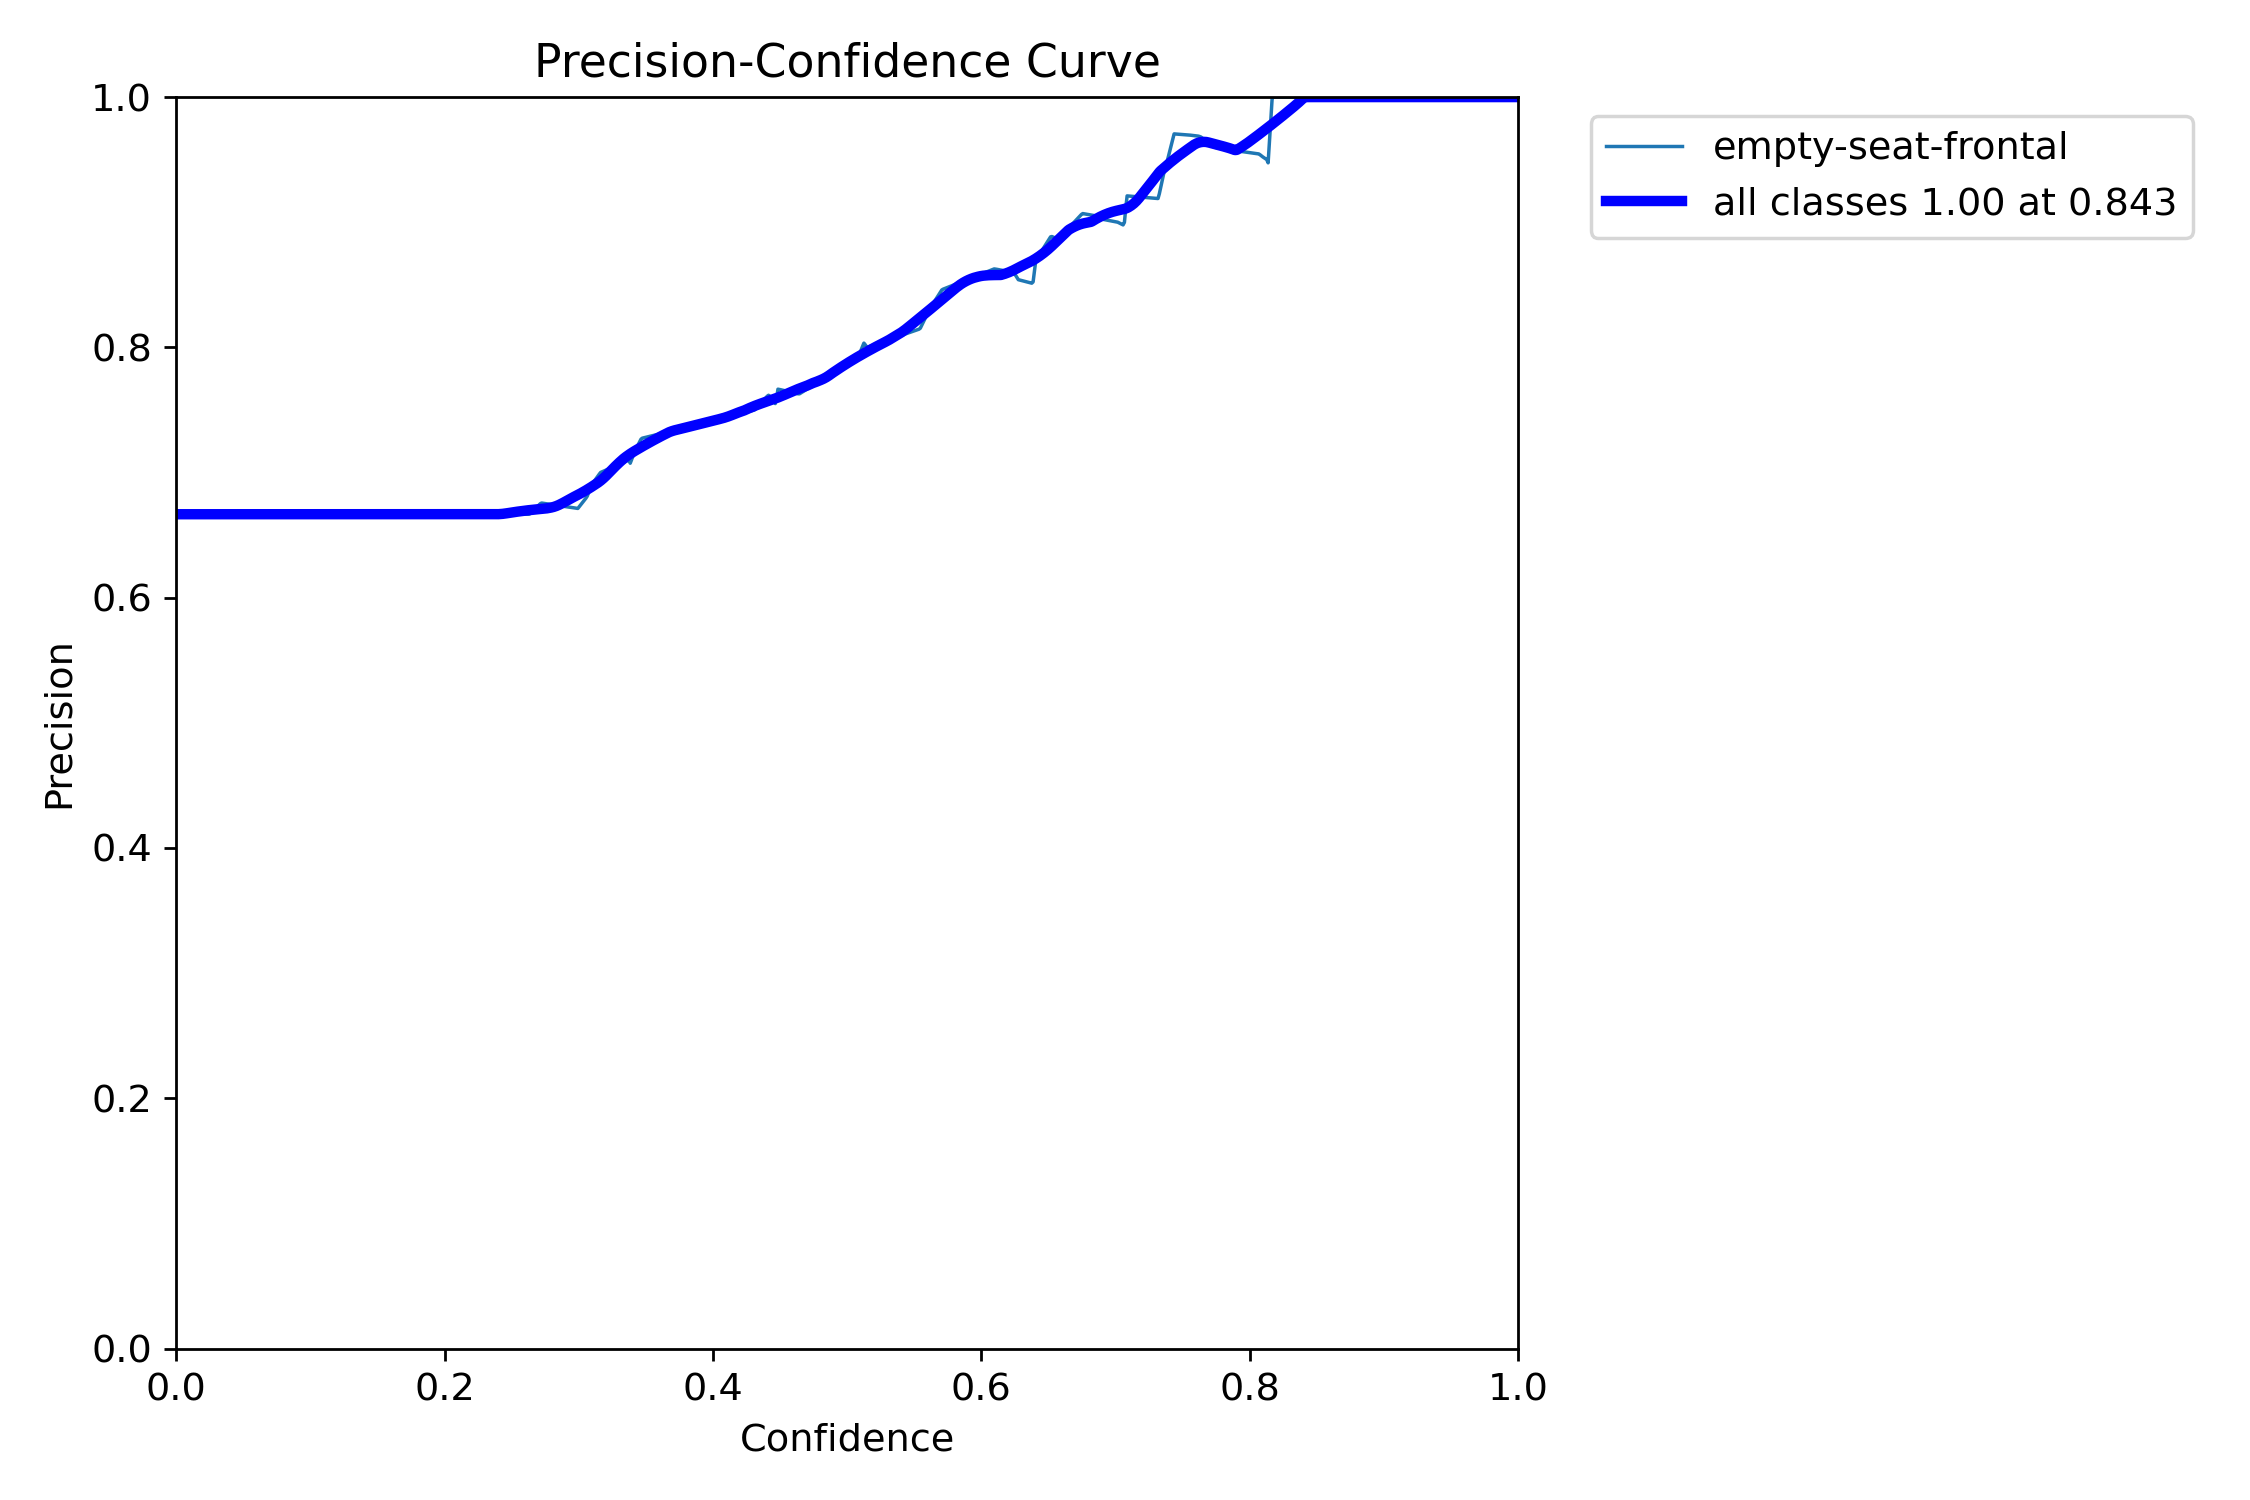 Precision-Confidence Curve
1.0
0.8
0.6
0.4
0.2
0.0
Precision
0.0 0.2 0.4 0.6 0.8 1.0
Confidence
empty-seat-frontal
all classes 1.00 at 0.843